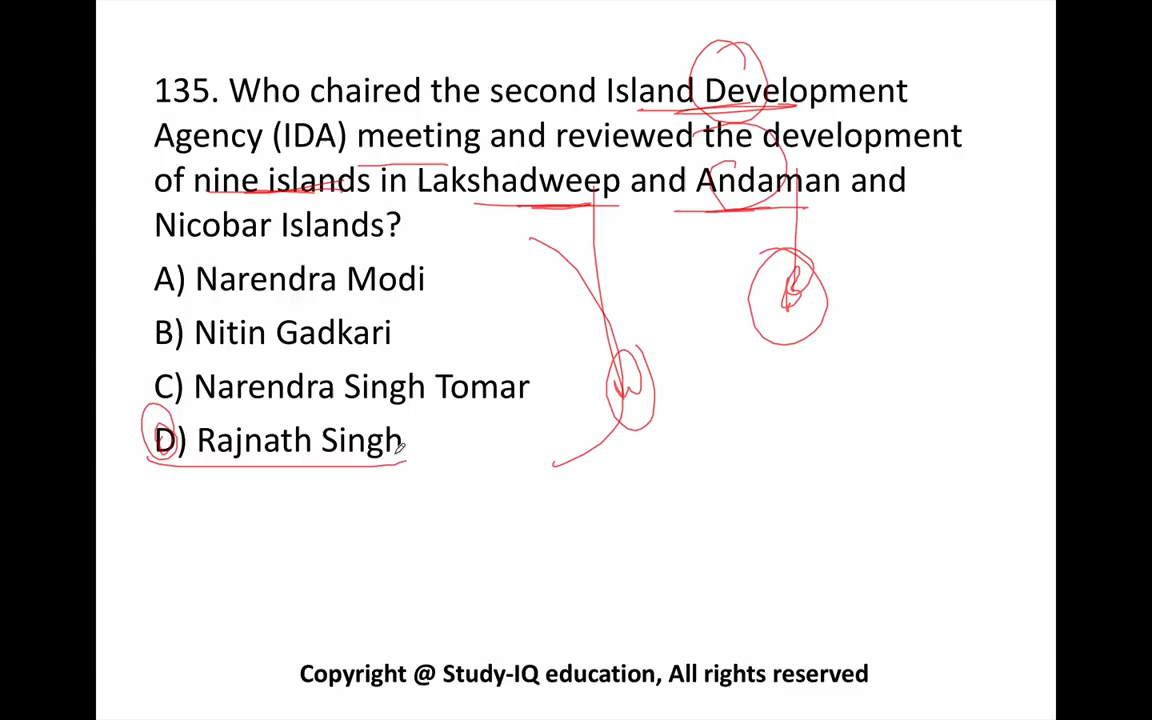 135. Who chaired the second Island Development
Agency (IDA) meeting and reviewed the development
of nine islands in Lakshadweep and Andaman and
Nicobar Islands?
A) Narendra Modi
B) Nitin Gadkari
C) Narendra Singh Tomar
D) Rajnath Singh
Copyright @ Study-IQ education, All rights reserved